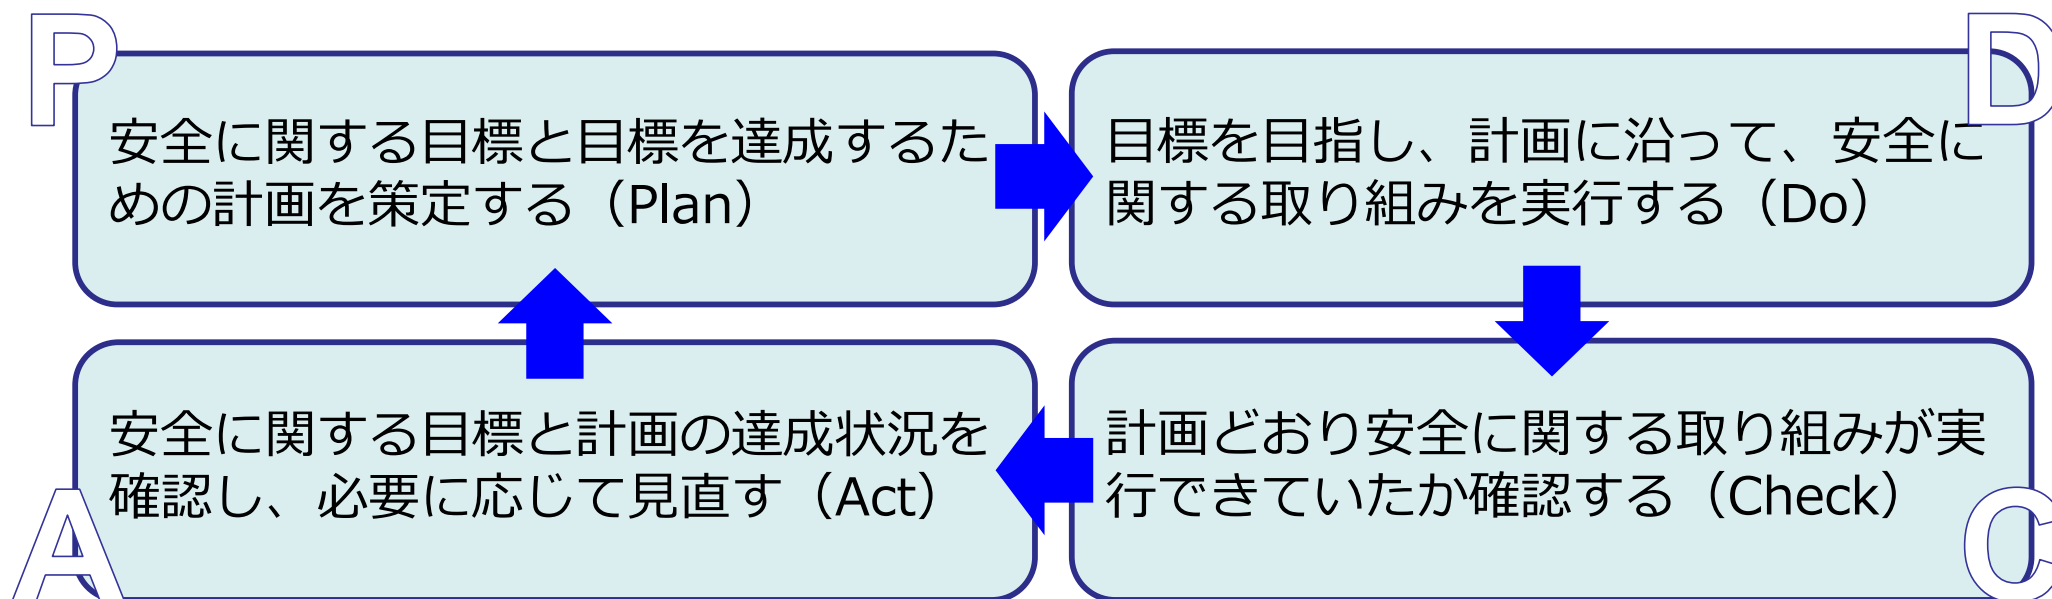 P
安全に関する目標と目標を達成するた
めの計画を策定する（Plan）
D
目標を目指し、計画に沿って、安全に
関する取り組みを実行する（Do）
A
安全に関する目標と計画の達成状況を
確認し、必要に応じて見直す（Act）
C
計画どおり安全に関する取り組みが実
行できていたか確認する（Check）